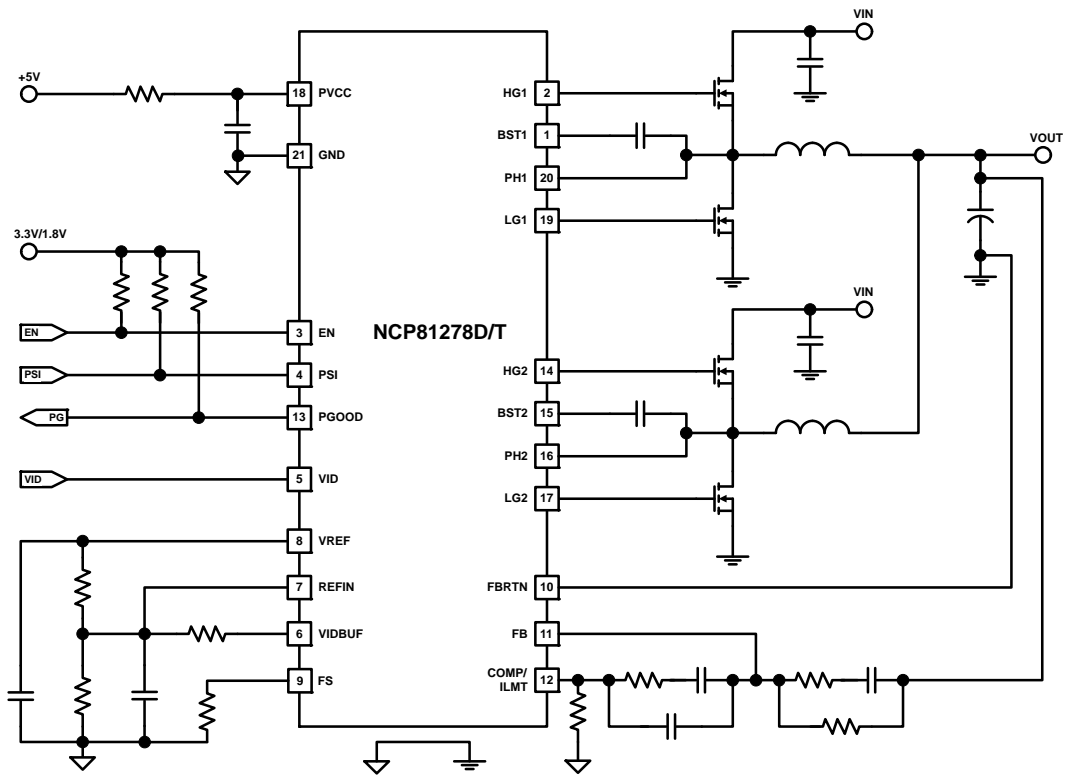 VIN
+5V
18 PVCC
HG1 2
BST1 1
VOUT
21 GND
PH1 20
LG1 19
3.3V/1.8V
VIN
EN
3 EN
NCP81278D/T
PSI
4 PSI
HG2 14
PG
13 PGOOD
BST2 15
PH2 16
VID
5 VID
LG2 17
8 VREF
7 REFIN
FBRTN 10
6 VIDBUF
FB 11
9 FS
COMP/
ILMT 12